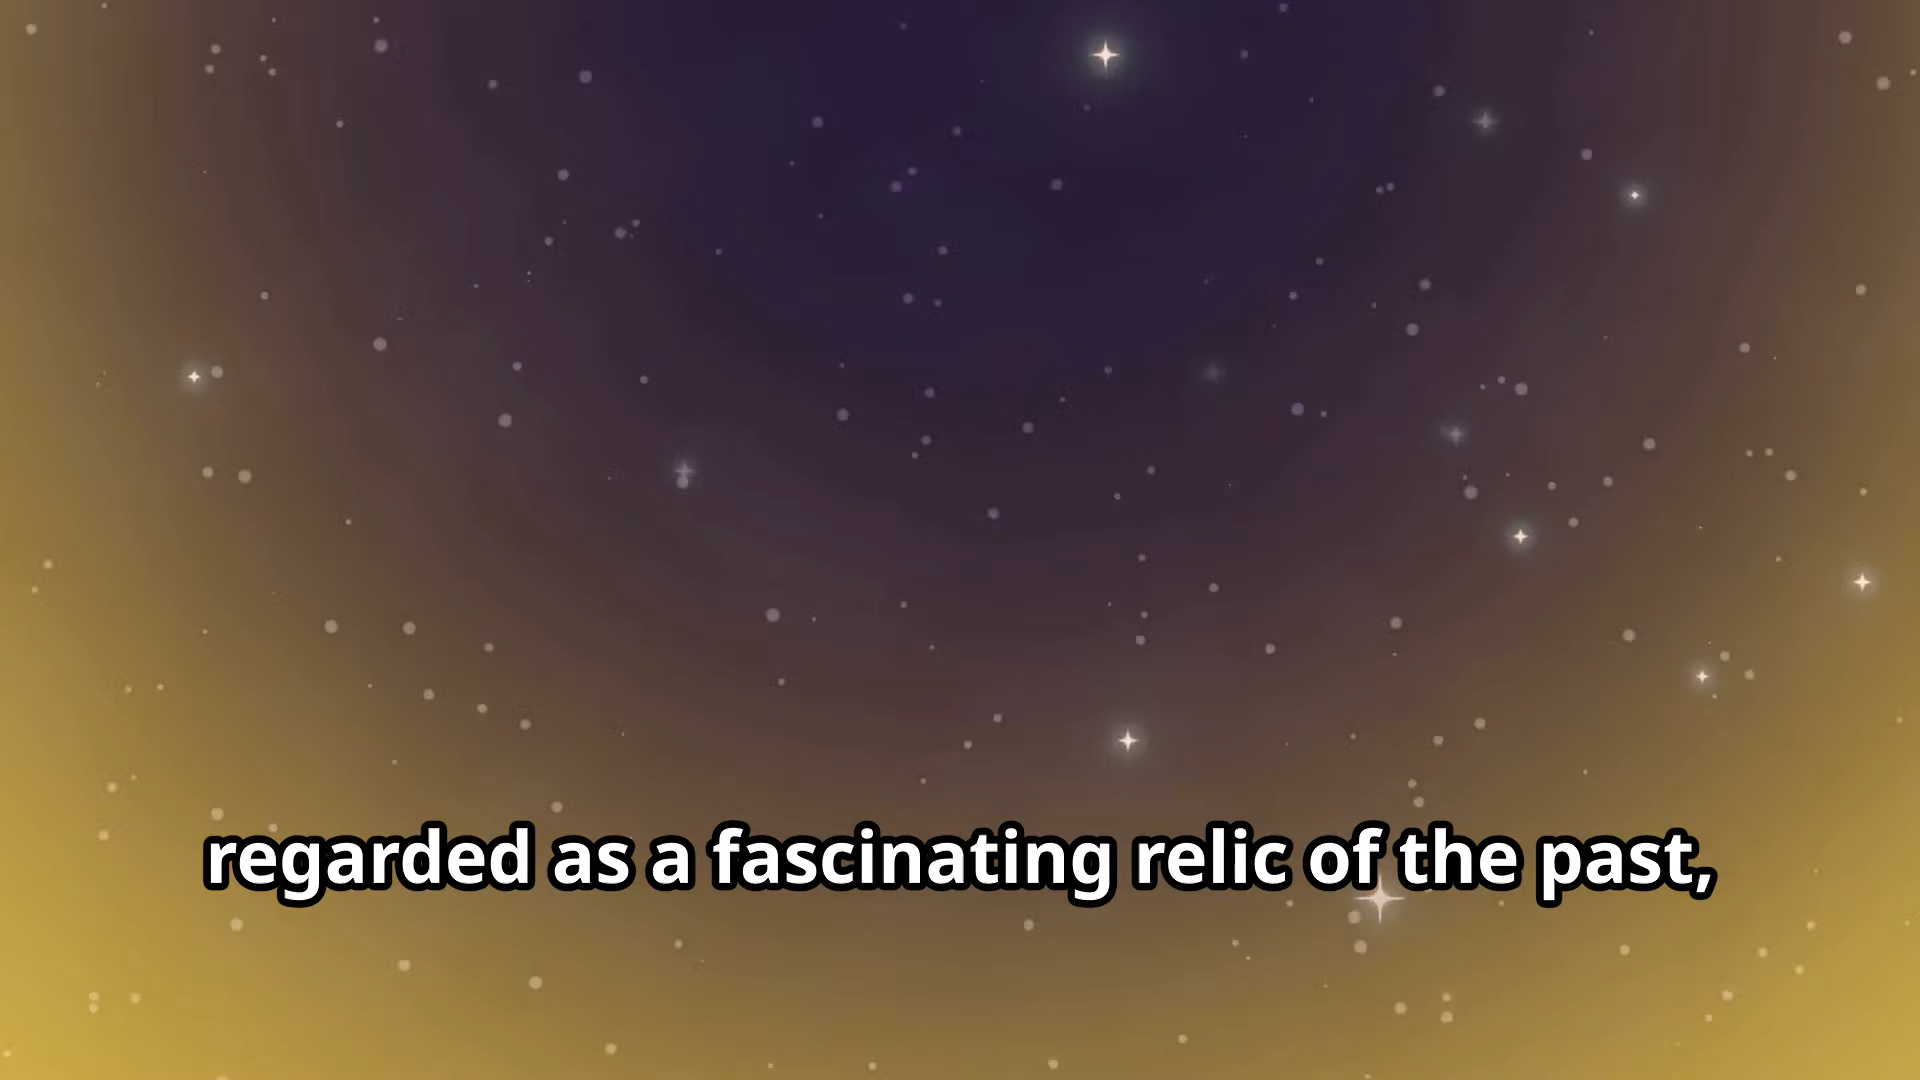 regarded as a fascinating relic of the past,